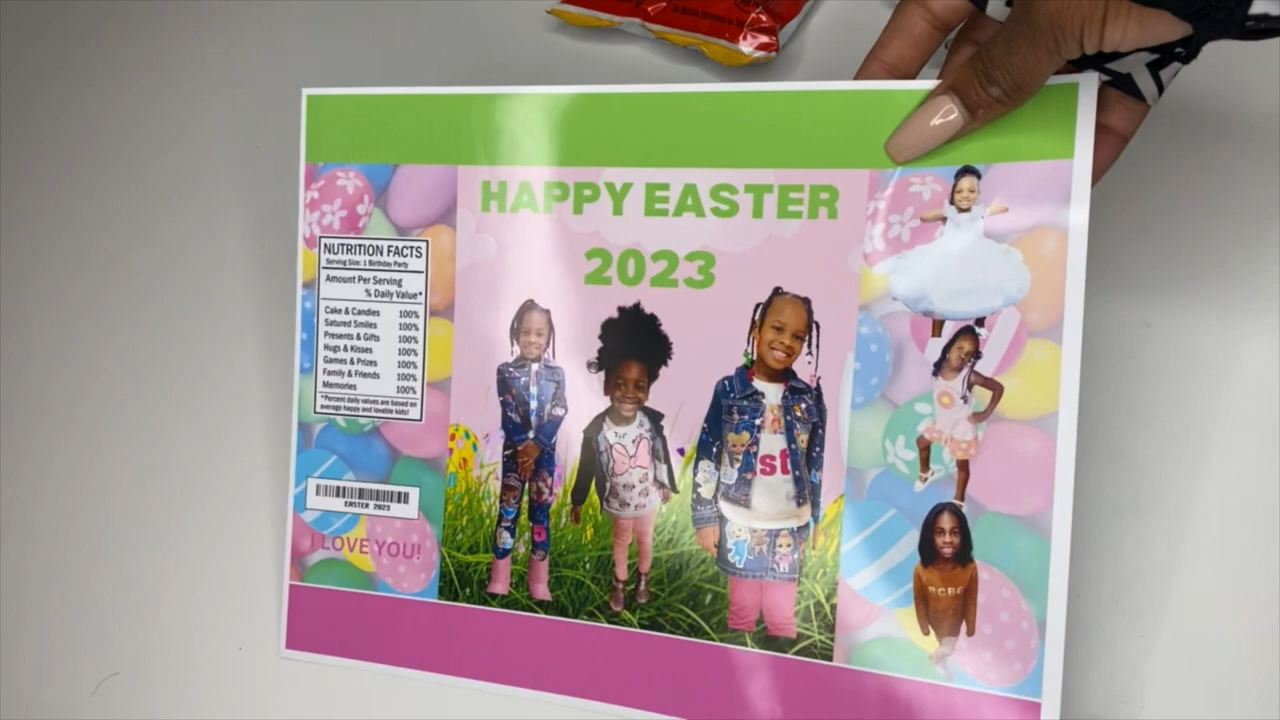 HAPPY EASTER
2023
NUTRITION FACTS
Serving Size: 1 Birthday Party
Amount Per Serving
% Daily Value*
Cake & Candies 100%
Satured Smiles 100%
Presents & Gifts 100%
Hugs & Kisses 100%
Games & Prizes 100%
Family & Friends 100%
Memories 100%
*Percent daily values are based on
average happy and lovable kids!
EASTER 2023
I LOVE YOU!